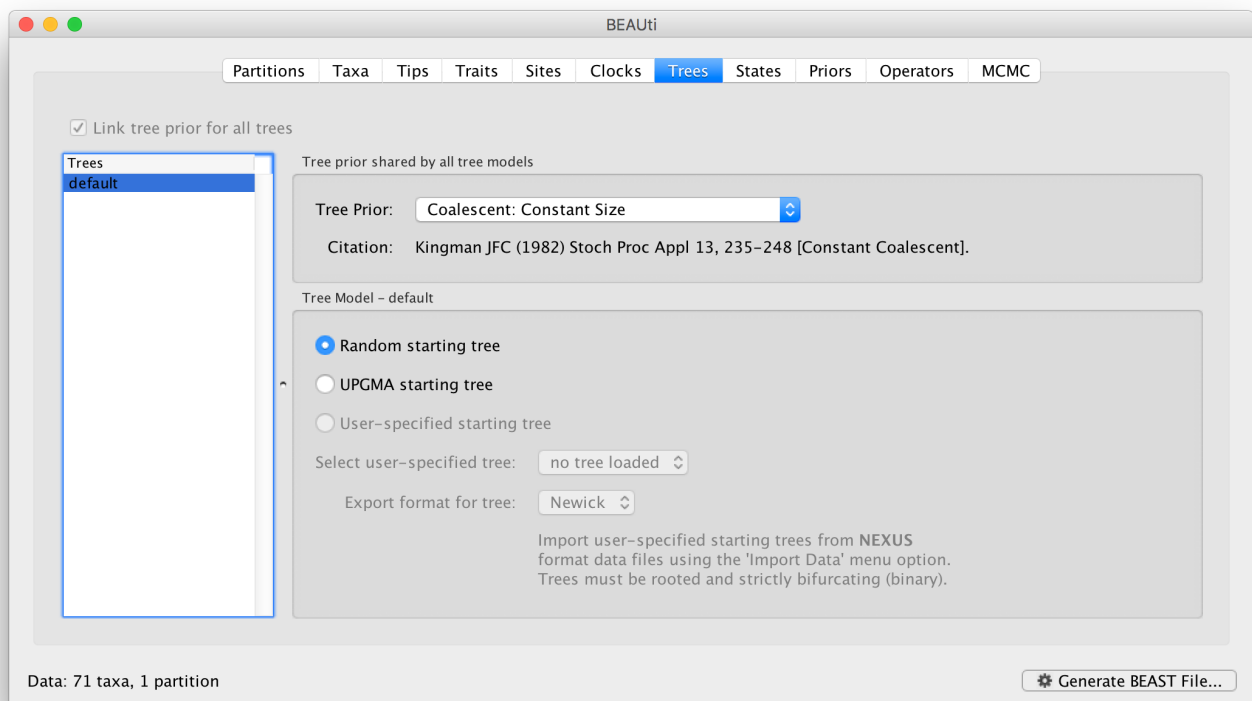 BEAUti
Partitions Taxa Tips Traits Sites Clocks Trees States Priors Operators MCMC
Link tree prior for all trees
Trees
default
Tree prior shared by all tree models
Tree Prior: Coalescent: Constant Size
Citation: Kingman JFC (1982) Stoch Proc Appl 13, 235-248 [Constant Coalescent].
Tree Model - default
Random starting tree
UPGMA starting tree
User-specified starting tree
Select user-specified tree: no tree loaded
Export format for tree: Newick
Import user-specified starting trees from NEXUS
format data files using the 'Import Data' menu option.
Trees must be rooted and strictly bifurcating (binary).
Data: 71 taxa, 1 partition
Generate BEAST File...